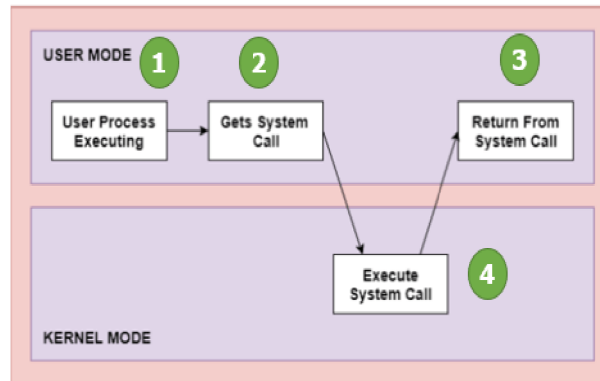 USER MODE
1
2
3
User Process
Executing
Gets System
Call
Return From
System Call
Execute
System Call
4
KERNEL MODE